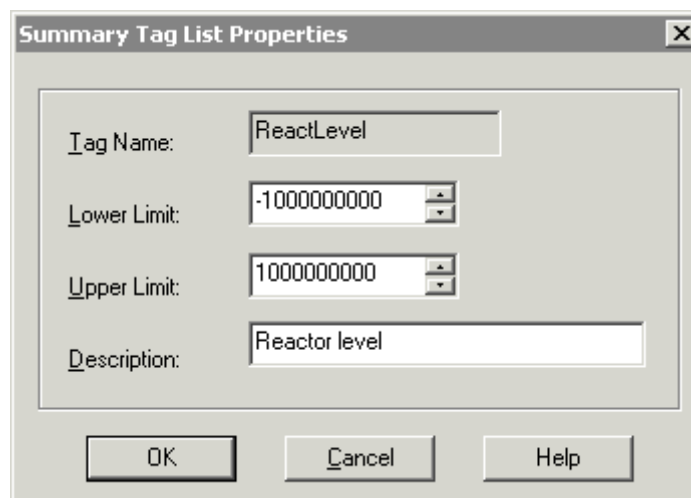 Summary Tag List Properties
Tag Name: ReactLevel
Lower Limit: -1000000000
Upper Limit: 1000000000
Description: Reactor level
OK Cancel Help